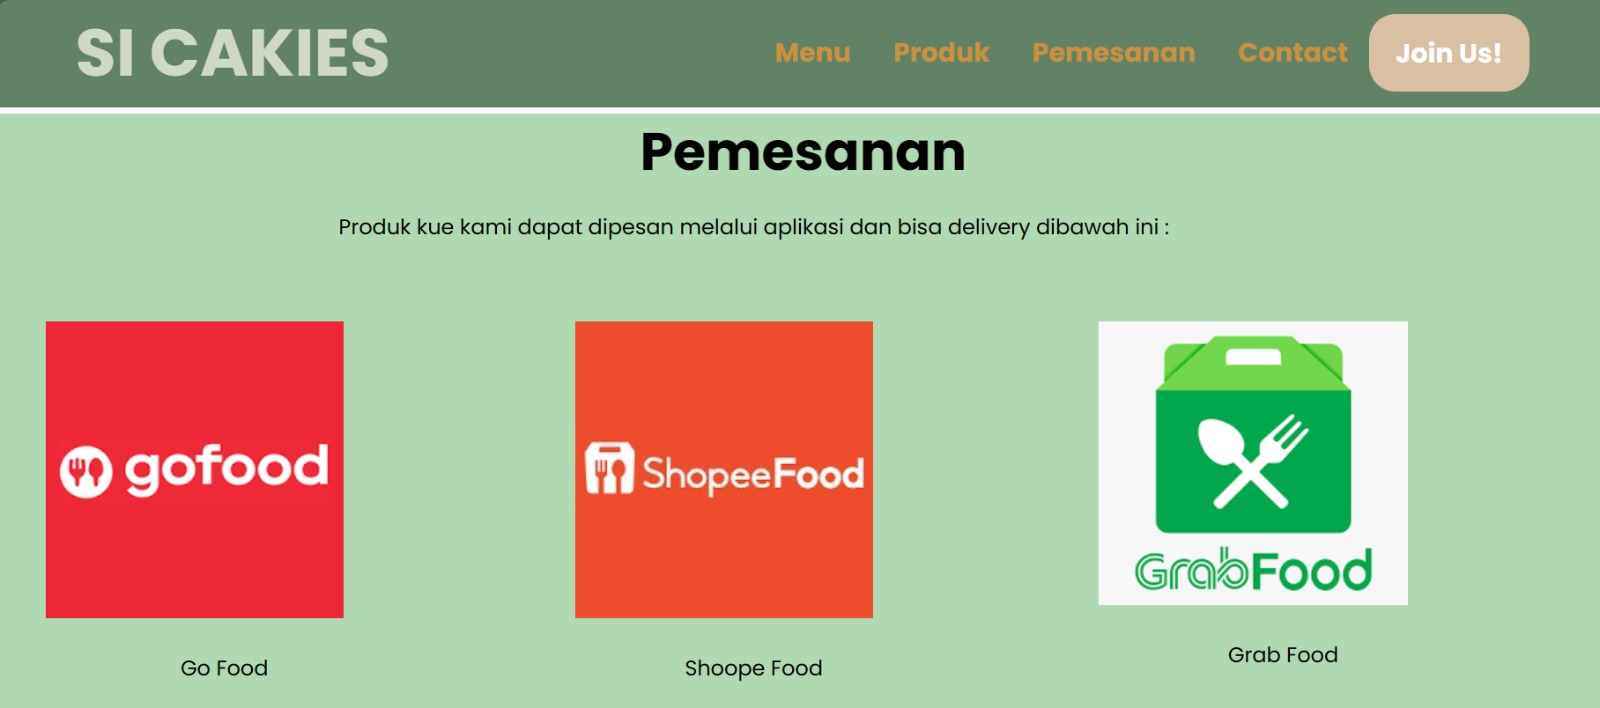 SI CAKIES
Menu Produk Pemesanan Contact Join Us!
Pemesanan
Produk kue kami dapat dipesan melalui aplikasi dan bisa delivery dibawah ini :
gofood
ShopeeFood
GrabFood
Go Food
Shoope Food
Grab Food